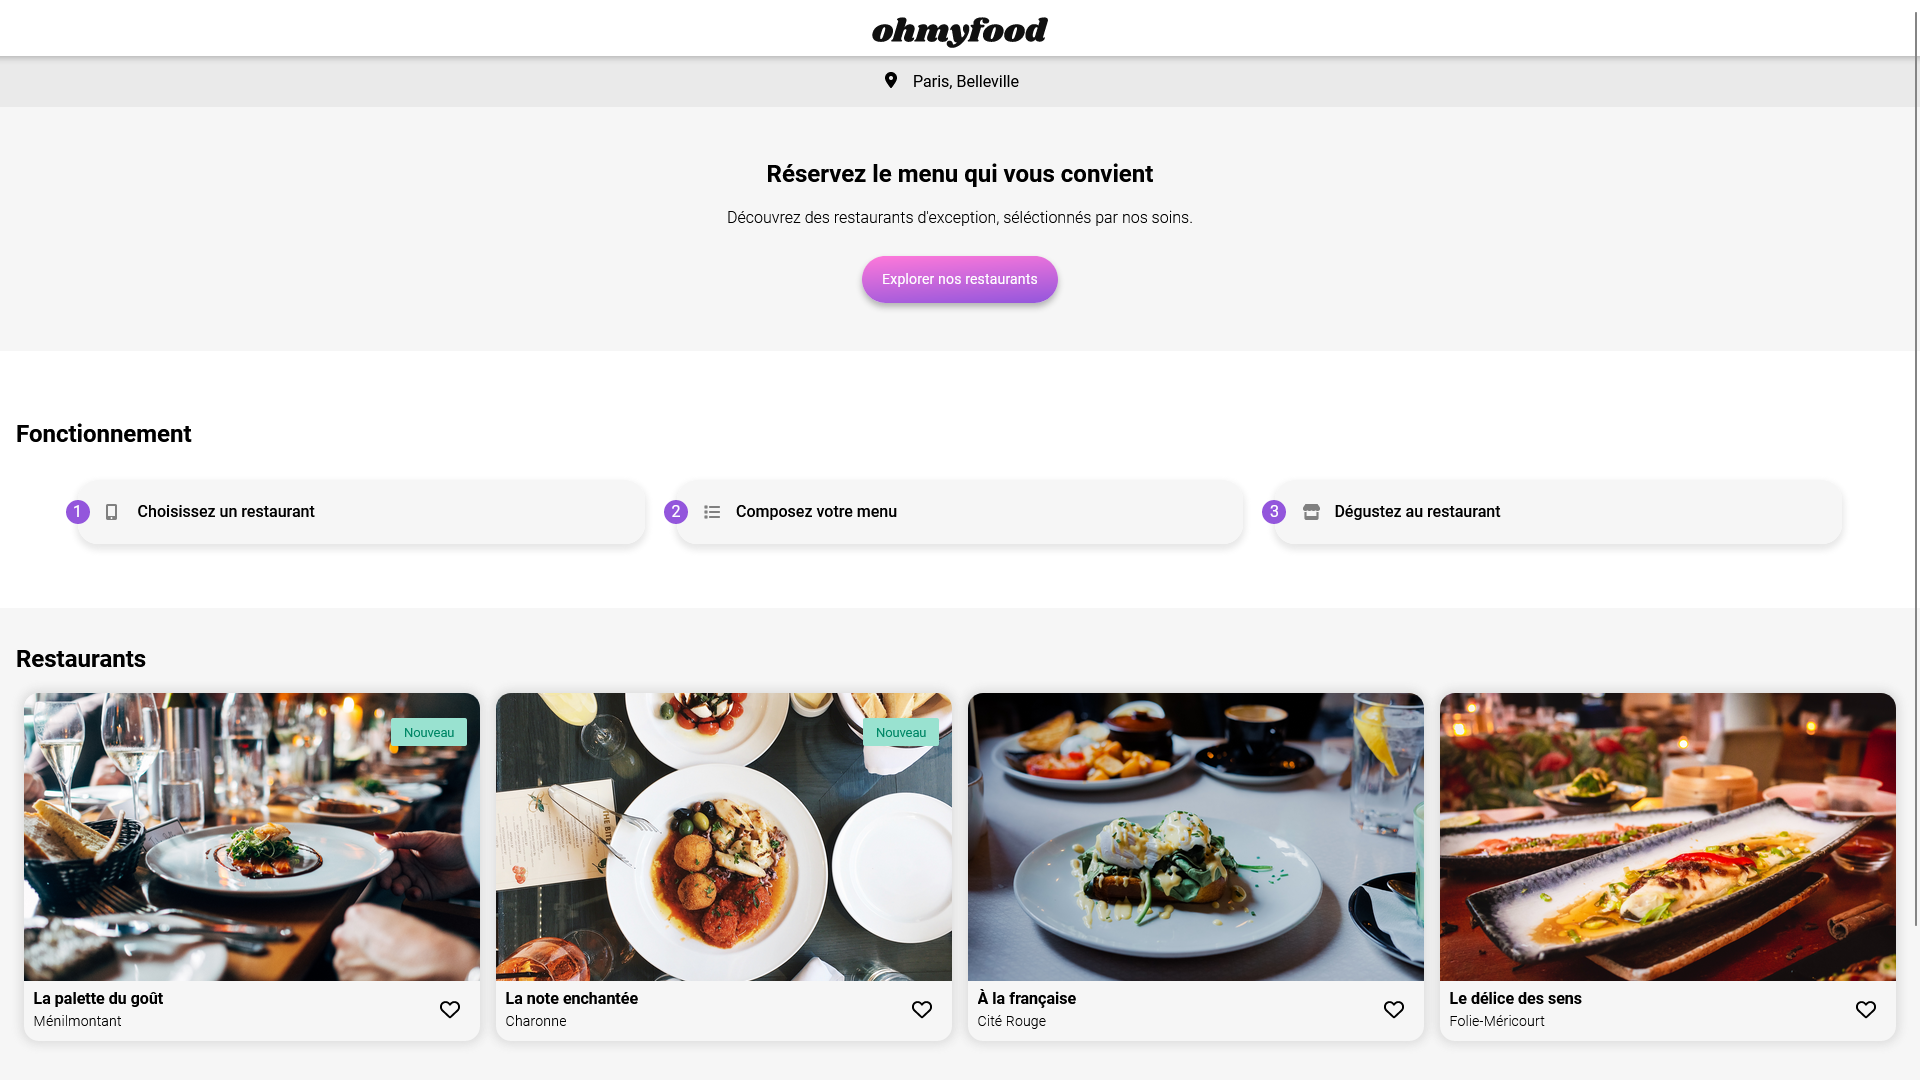 ohmyfood
Paris, Belleville
Réservez le menu qui vous convient
Découvrez des restaurants d'exception, séléctionnés par nos soins.
Explorer nos restaurants
Fonctionnement
1 Choisissez un restaurant
2 Composez votre menu
3 Dégustez au restaurant
Restaurants
Nouveau
La palette du goût
Ménilmontant
Nouveau
La note enchantée
Charonne
À la française
Cité Rouge
Le délice des sens
Folie-Méricourt